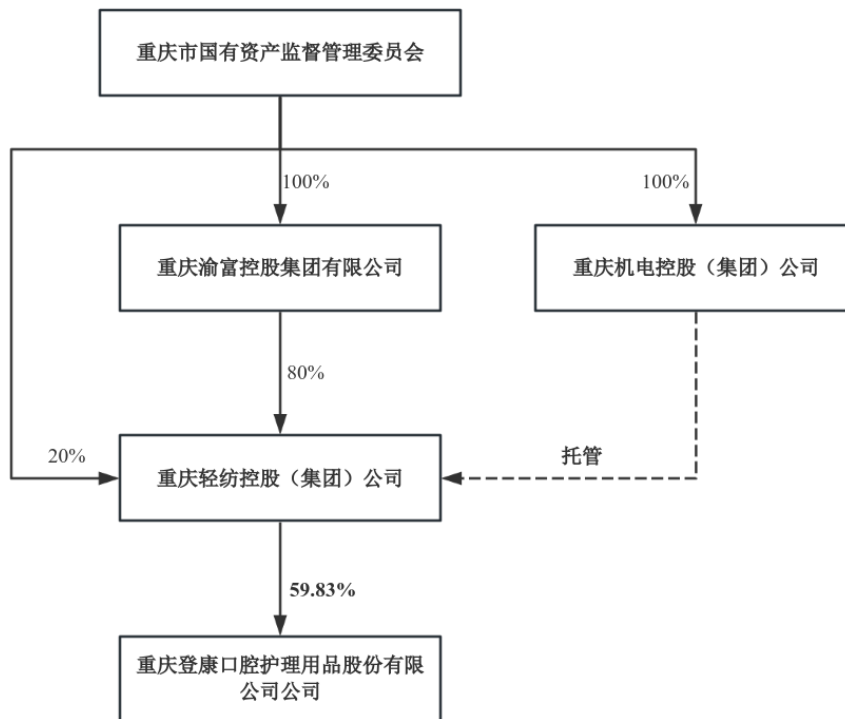 重庆市国有资产监督管理委员会
100%
100%
重庆渝富控股集团有限公司
重庆机电控股（集团）公司
80%
20%
重庆轻纺控股（集团）公司
托管
59.83%
重庆登康口腔护理用品股份有限
公司公司